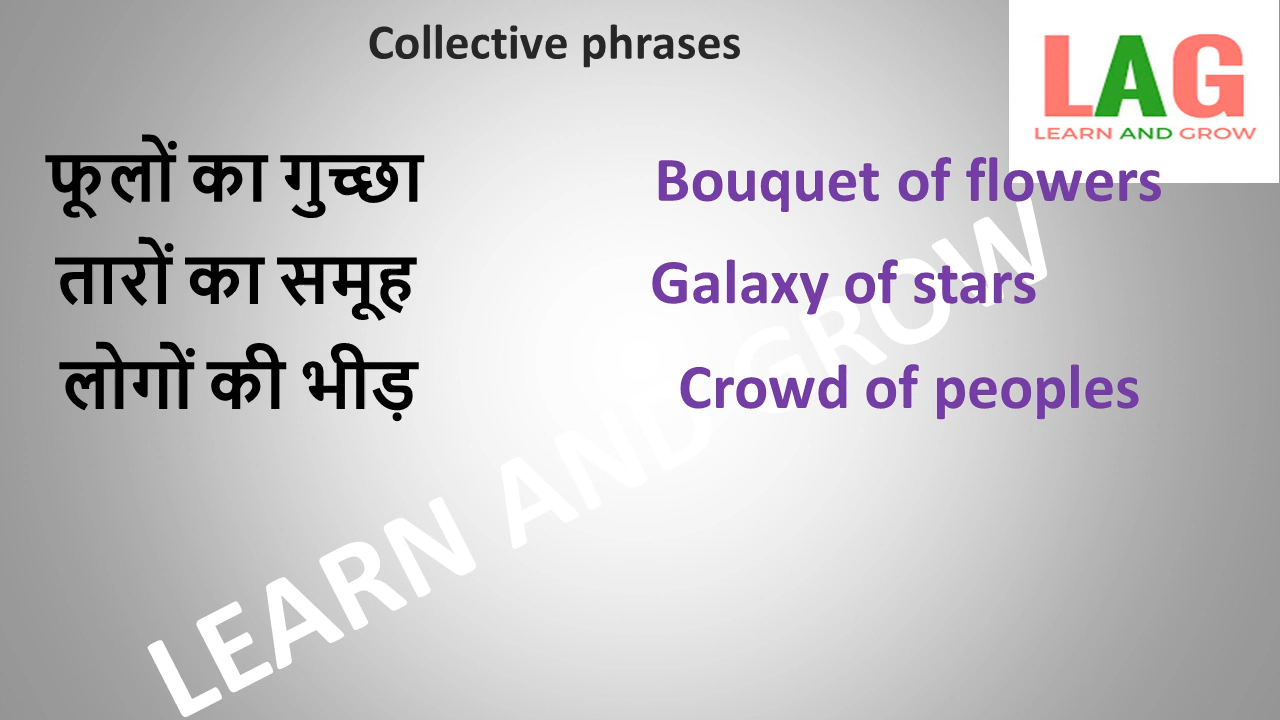 Collective phrases
LAG
LEARN AND GROW
फूलों का गुच्छा
Bouquet of flowers
तारों का समूह
Galaxy of stars
लोगों की भीड़
Crowd of peoples
LEARN AND GROW